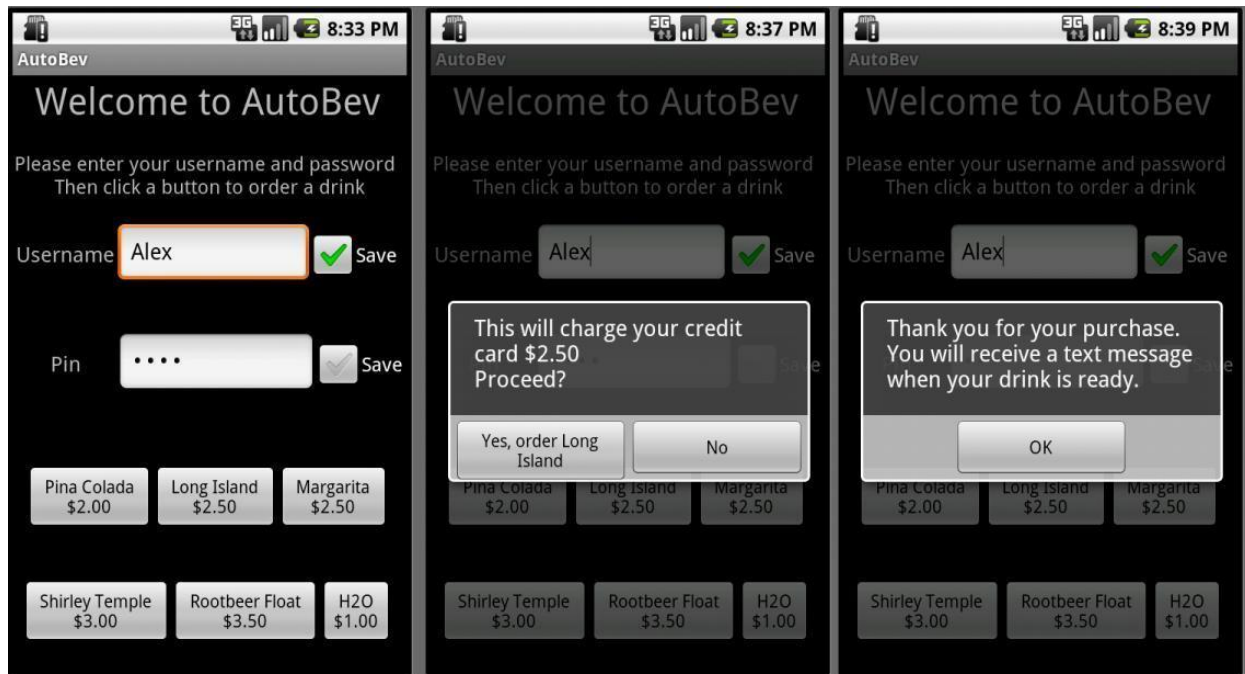 3G 8:33 PM
AutoBev
Welcome to AutoBev
Please enter your username and password
Then click a button to order a drink
Username Alex Save
Pin Save
Pina Colada Long Island Margarita
$2.00 $2.50 $2.50
Shirley Temple Rootbeer Float H2O
$3.00 $3.50 $1.00
3G 8:37 PM
AutoBev
Welcome to AutoBev
Please enter your username and password
Then click a button to order a drink
Username Alex Save
This will charge your credit
card $2.50
Proceed?
Save
Yes, order Long
Island
No
Pina Colada Long Island Margarita
$2.00 $2.50 $2.50
Shirley Temple Rootbeer Float H2O
$3.00 $3.50 $1.00
3G 8:39 PM
AutoBev
Welcome to AutoBev
Please enter your username and password
Then click a button to order a drink
Username Alex Save
Thank you for your purchase.
You will receive a text message
when your drink is ready.
Save
OK
Pina Colada Long Island Margarita
$2.00 $2.50 $2.50
Shirley Temple Rootbeer Float H2O
$3.00 $3.50 $1.00